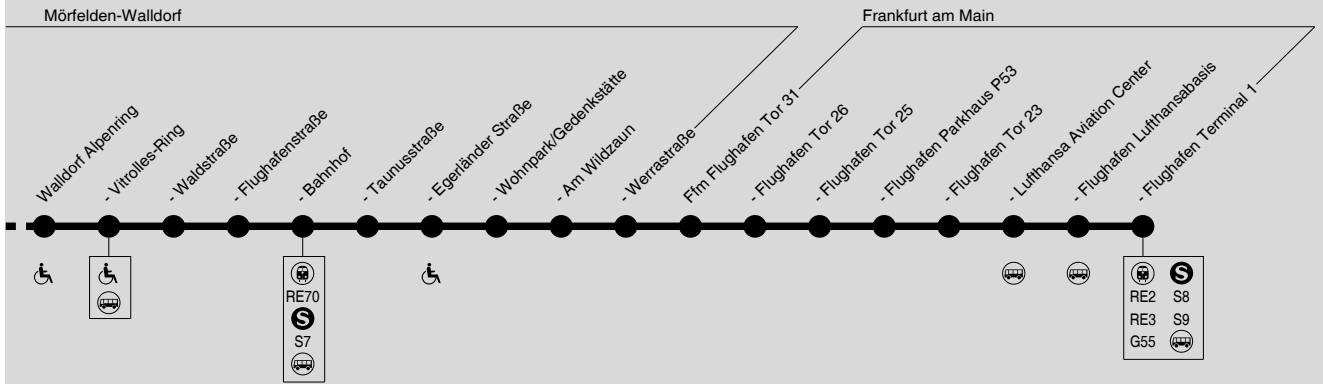 Mörfelden-Walldorf
Frankfurt am Main
Walldorf Alpenring
- Vitrolles-Ring
- Waldstraße
- Flughafenstraße
- Bahnhof
- Taunusstraße
- Egerländer Straße
- Wohnpark/Gedenkstätte
- Am Wildzaun
- Werrastraße
Ffm Flughafen Tor 31
- Flughafen Tor 26
- Flughafen Tor 25
- Flughafen Parkhaus P53
- Flughafen Tor 23
- Lufthansa Aviation Center
- Flughafen Lufthansabasis
- Flughafen Terminal 1
RE70
S
S7
S
RE2 S8
RE3 S9
G55